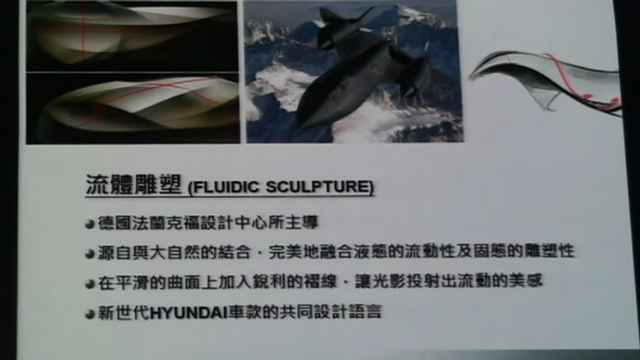 流體雕塑 (FLUIDIC SCULPTURE)
德國法蘭克福設計中心所主導
源自與大自然的結合，完美地融合液態的流動性及固態的雕塑性
在平滑的曲面上加入銳利的褶線，讓光影投射出流動的美感
新世代HYUNDAI車款的共同設計語言